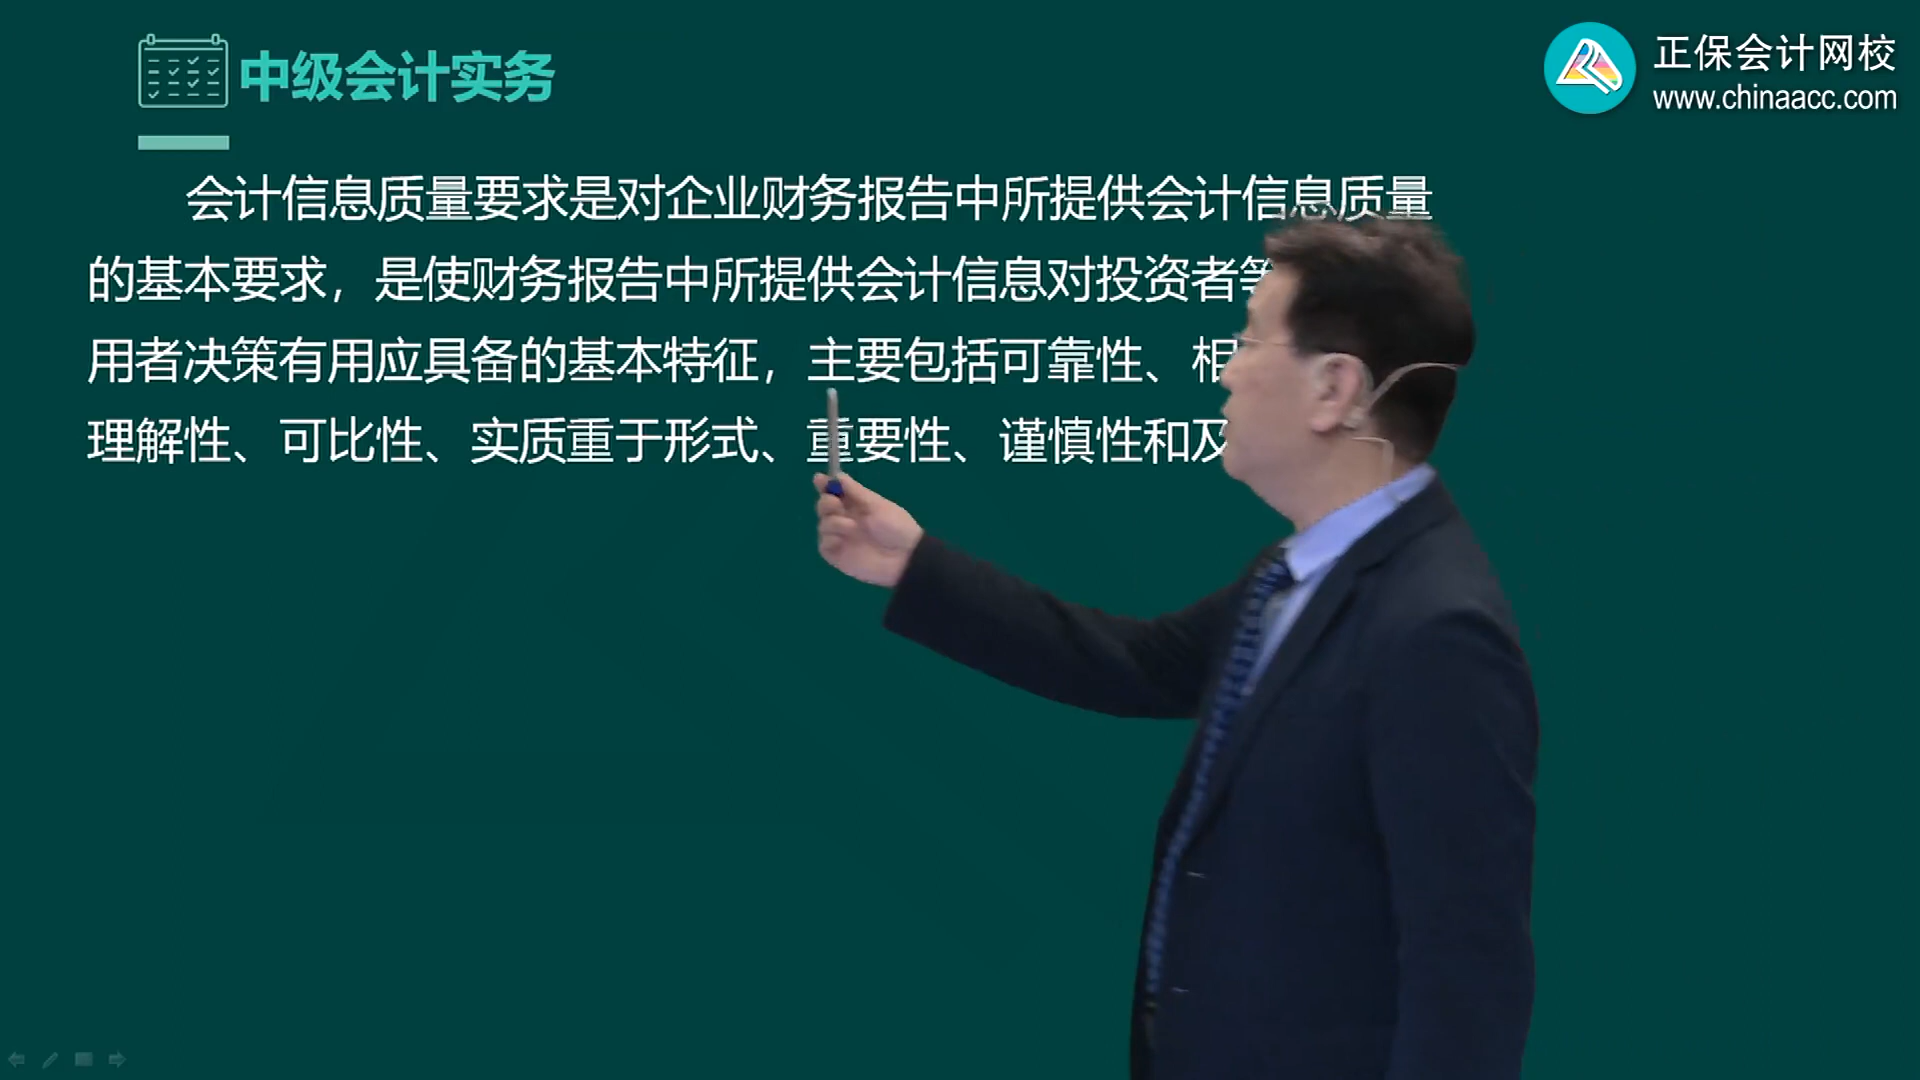 中级会计实务
正保会计网校
www.chinaacc.com
会计信息质量要求是对企业财务报告中所提供会计信息质量
的基本要求，是使财务报告中所提供会计信息对投资者等
用者决策有用应具备的基本特征，主要包括可靠性、相
理解性、可比性、实质重于形式、重要性、谨慎性和及